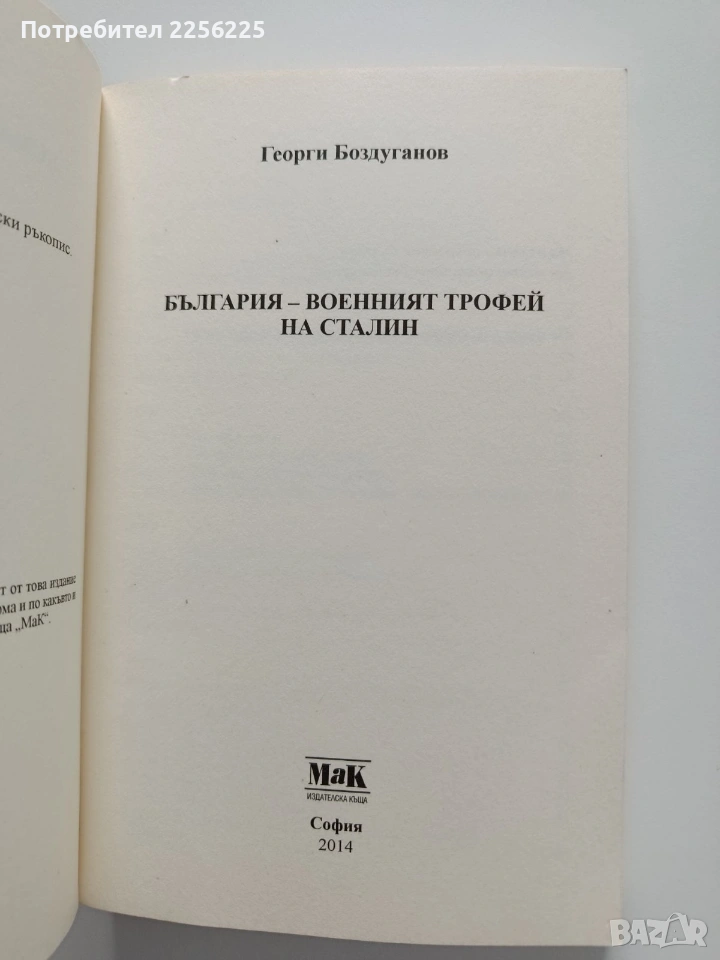 Потребител 2256225
ски ръкопис.
т от това издание
ома и по какъвто и
ща „МаК“.
Георги Боздуганов
БЪЛГАРИЯ – ВОЕННИЯТ ТРОФЕЙ
НА СТАЛИН
МаК
ИЗДАТЕЛСКА КЪЩА
София
2014
BAZAR